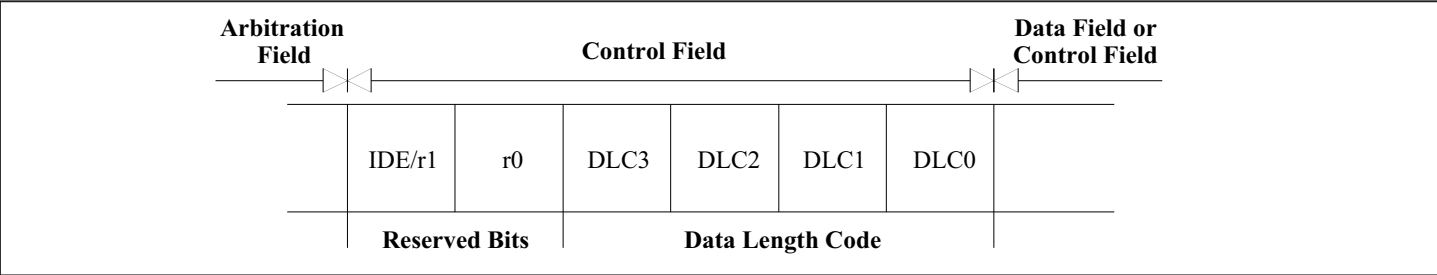 Arbitration
Field
Control Field
Data Field or
Control Field
IDE/r1 r0 DLC3 DLC2 DLC1 DLC0
Reserved Bits Data Length Code